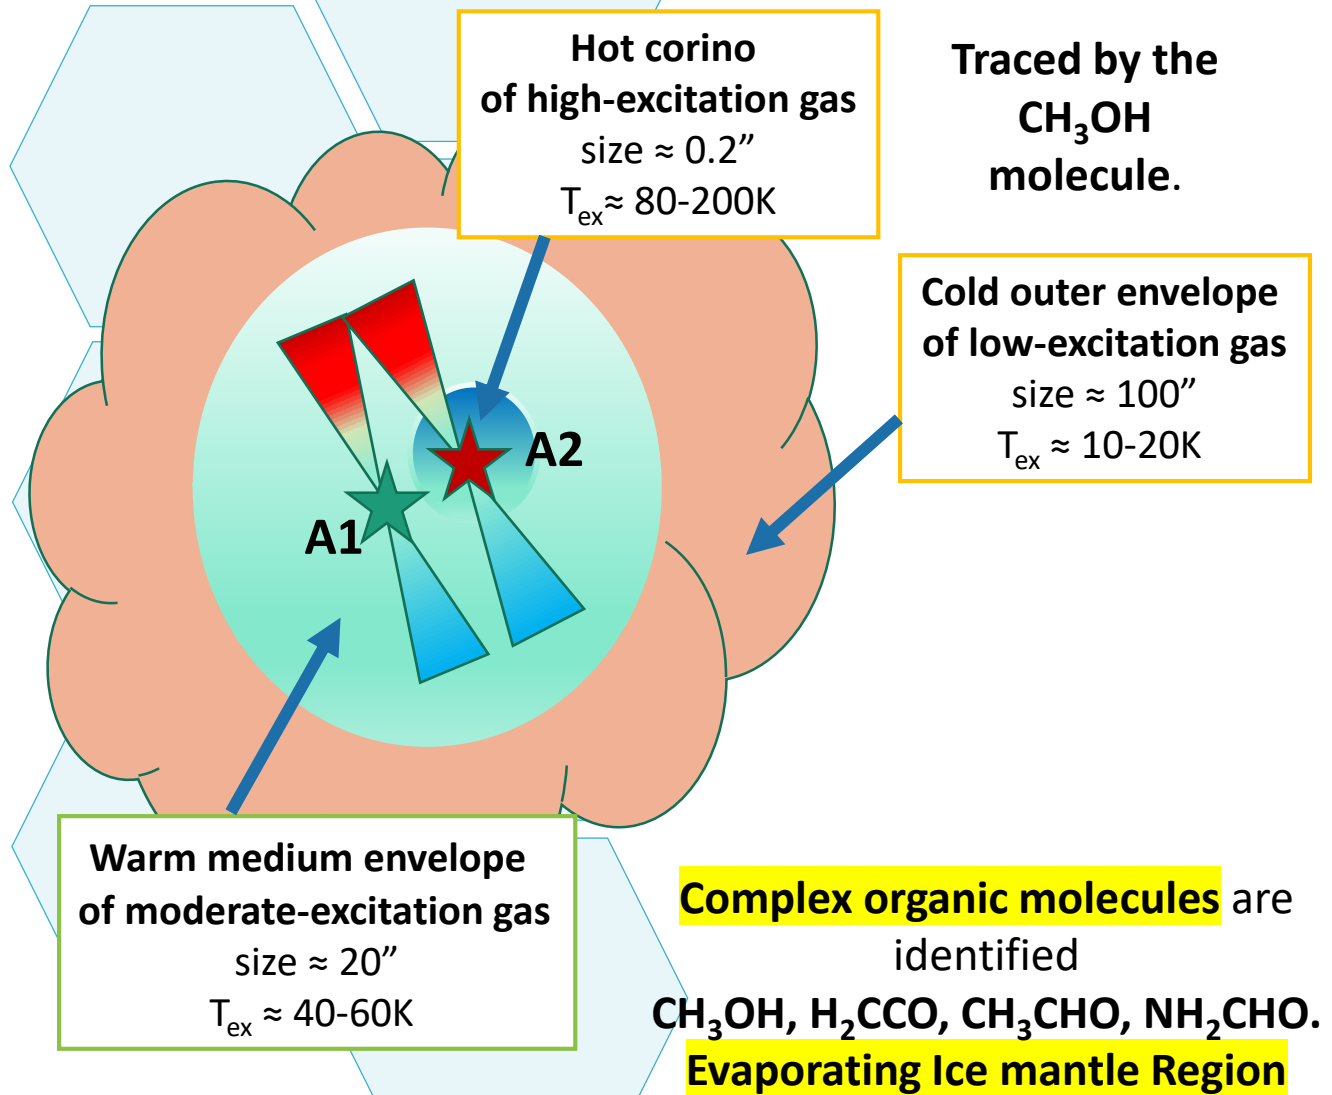 Hot corino
of high-excitation gas
size ≈ 0.2”
Tₑₓ≈ 80-200K
Traced by the
CH₃OH
molecule.
Cold outer envelope
of low-excitation gas
size ≈ 100”
Tₑₓ ≈ 10-20K
A2
A1
Warm medium envelope
of moderate-excitation gas
size ≈ 20”
Tₑₓ ≈ 40-60K
Complex organic molecules are
identified
CH₃OH, H₂CCO, CH₃CHO, NH₂CHO.
Evaporating Ice mantle Region